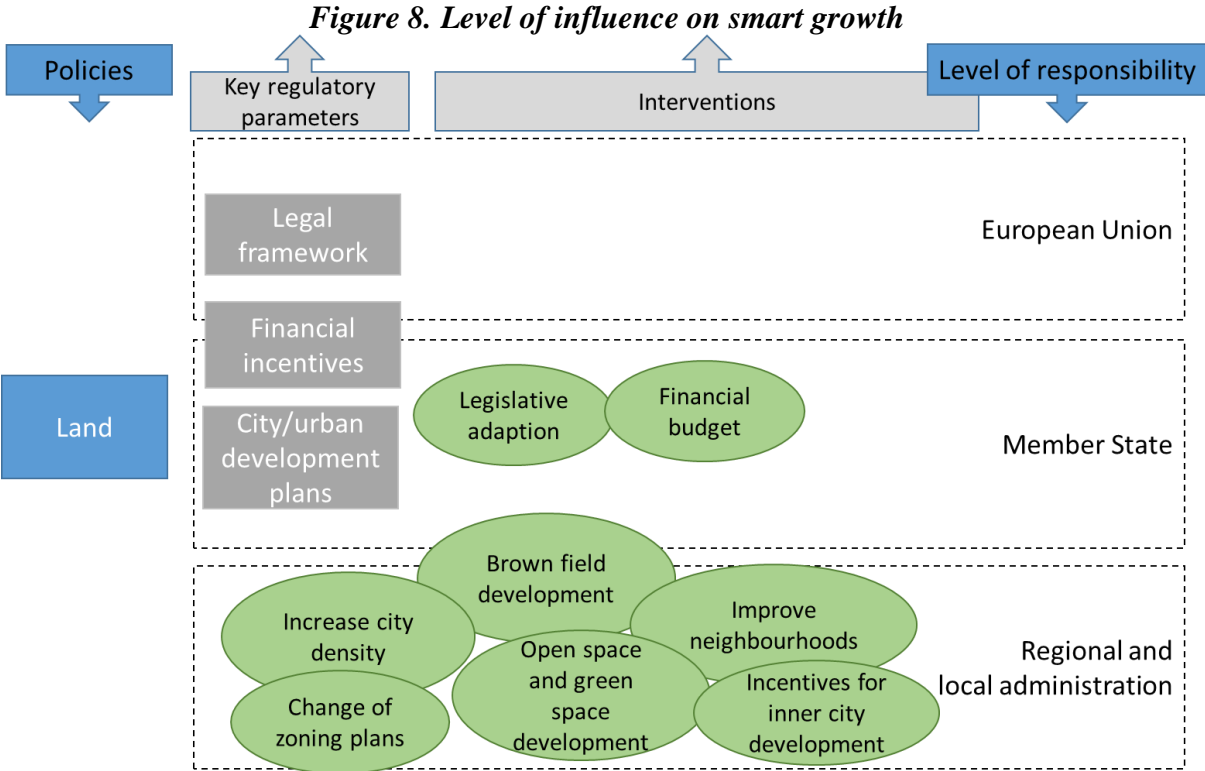 Figure 8. Level of influence on smart growth
Policies
Key regulatory
parameters
Interventions
Level of responsibility
Legal
framework
European Union
Financial
incentives
Land
City/urban
development
plans
Legislative
adaption
Financial
budget
Member State
Brown field
development
Increase city
density
Improve
neighbourhoods
Open space
and green
space
development
Change of
zoning plans
Incentives for
inner city
development
Regional and
local administration